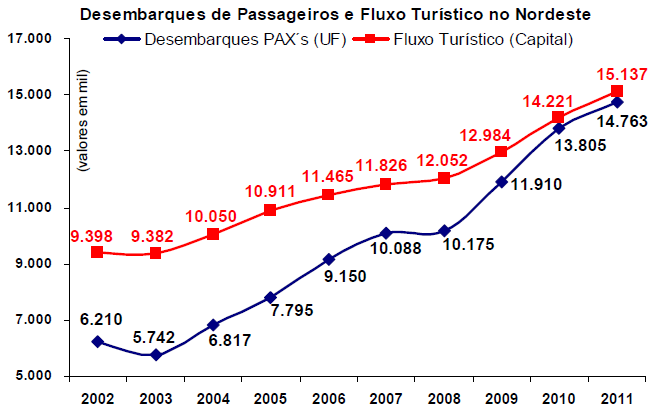 Desembarques de Passageiros e Fluxo Turístico no Nordeste
Desembarques PAX´s (UF) Fluxo Turístico (Capital)
(valores em mil)
17.000
15.000
13.000
11.000
9.000
7.000
5.000
9.398 9.382 10.050 10.911 11.465 11.826 12.052 12.984 14.221 15.137
6.210 5.742 6.817 7.795 9.150 10.088 10.175 11.910 13.805 14.763
2002 2003 2004 2005 2006 2007 2008 2009 2010 2011